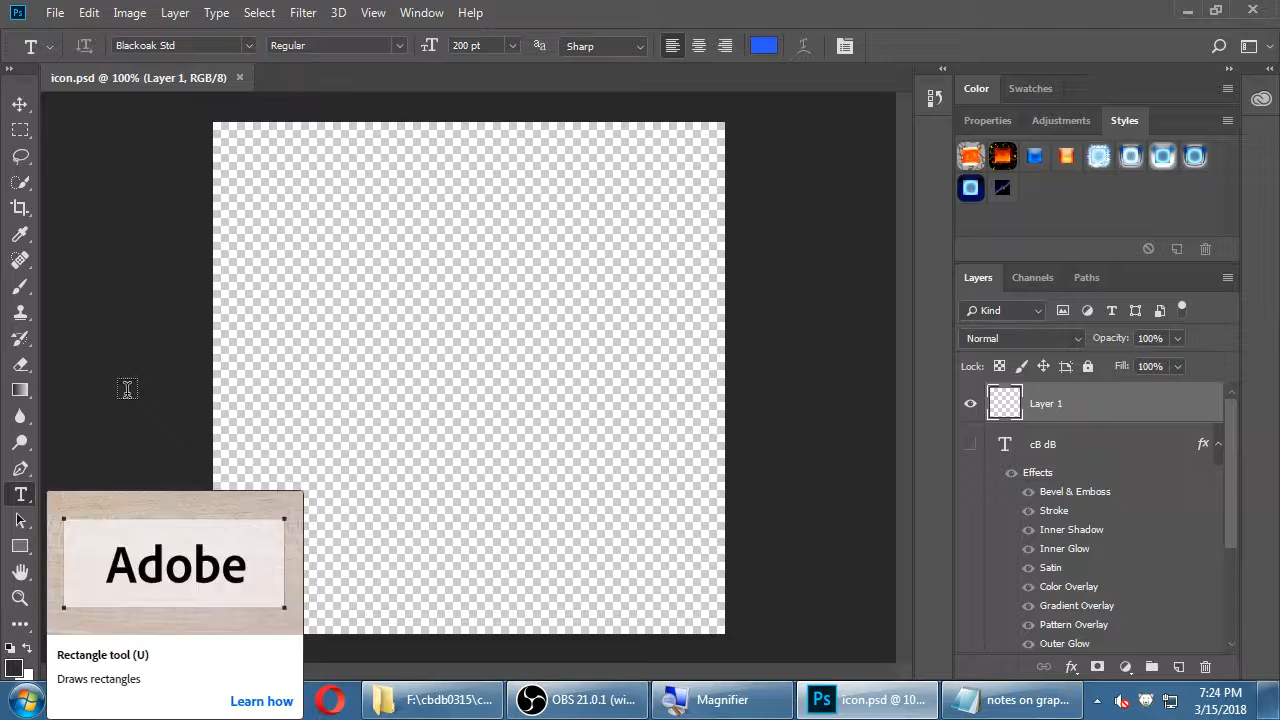 Ps File Edit Image Layer Type Select Filter 3D View Window Help
T Blackoak Std Regular 200 pt Sharp
icon.psd @ 100% (Layer 1, RGB/8)
Color Swatches
Properties Adjustments Styles
Layers Channels Paths
Kind
Normal Opacity: 100%
Lock: Fill: 100%
Layer 1
T cB dB fx
Effects
Bevel & Emboss
Stroke
Inner Shadow
Inner Glow
Satin
Color Overlay
Gradient Overlay
Pattern Overlay
Outer Glow
Adobe
Rectangle tool (U)
Draws rectangles
Learn how
F:\cbdb0315\c... OBS 21.0.1 (wi... Magnifier Ps icon.psd @ 10... notes on grap...
7:24 PM
3/15/2018